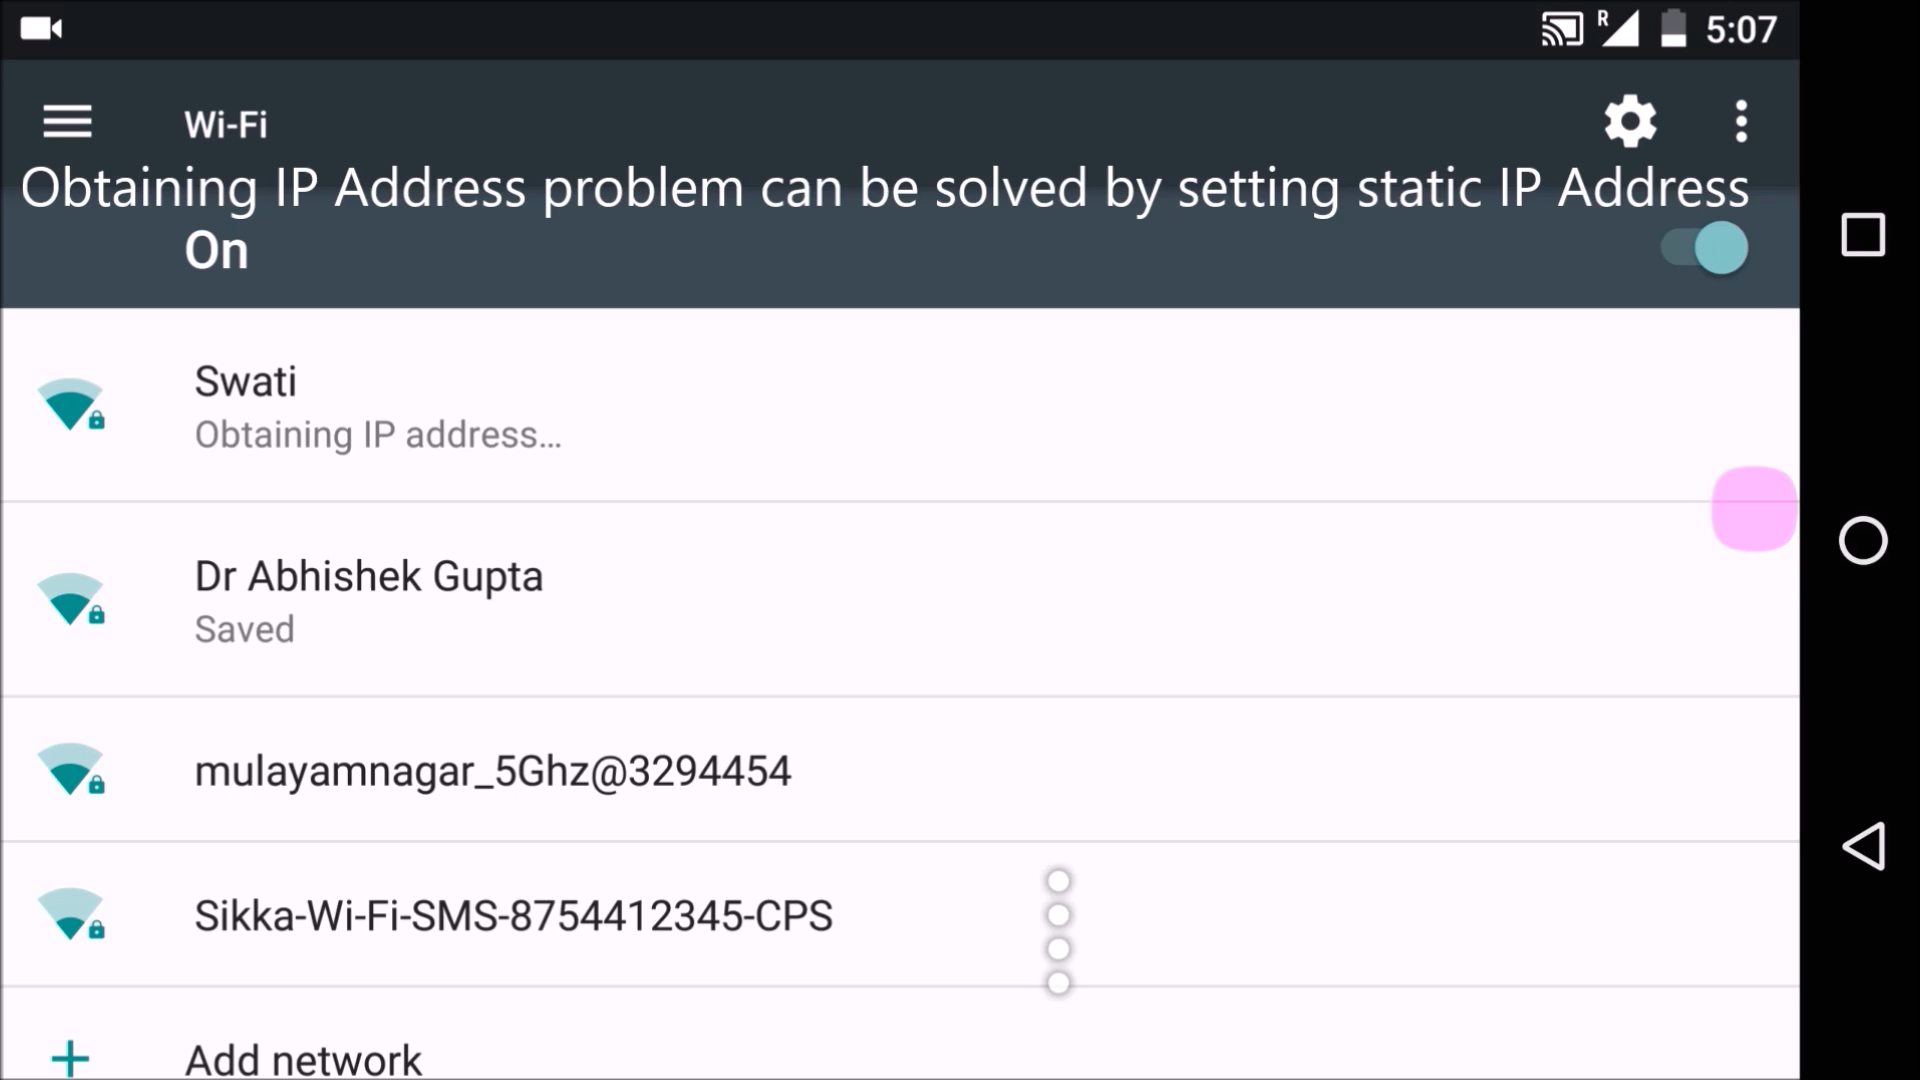 R 5:07
Wi-Fi
Obtaining IP Address problem can be solved by setting static IP Address
On
Swati
Obtaining IP address...
Dr Abhishek Gupta
Saved
mulayamnagar_5Ghz@3294454
Sikka-Wi-Fi-SMS-8754412345-CPS
Add network